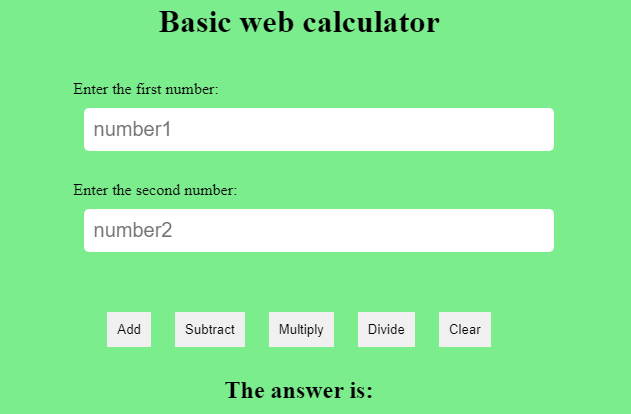 Basic web calculator
Enter the first number:
number1
Enter the second number:
number2
Add Subtract Multiply Divide Clear
The answer is: